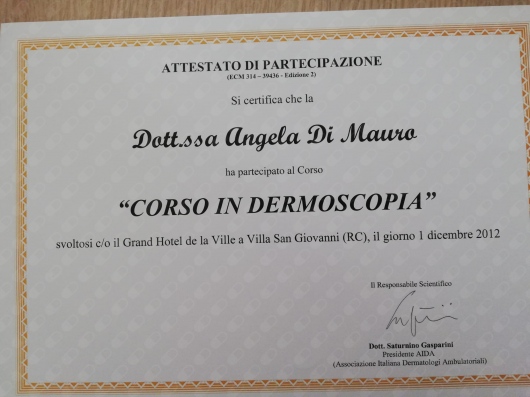 ATTESTATO DI PARTECIPAZIONE
(ECM 314 – 39436 - Edizione 2)
Si certifica che la
Dott.ssa Angela Di Mauro
ha partecipato al Corso
“CORSO IN DERMOSCOPIA”
svoltosi c/o il Grand Hotel de la Ville a Villa San Giovanni (RC), il giorno 1 dicembre 2012
Il Responsabile Scientifico
Dott. Saturnino Gasparini
Presidente AIDA
(Associazione Italiana Dermatologi Ambulatoriali)